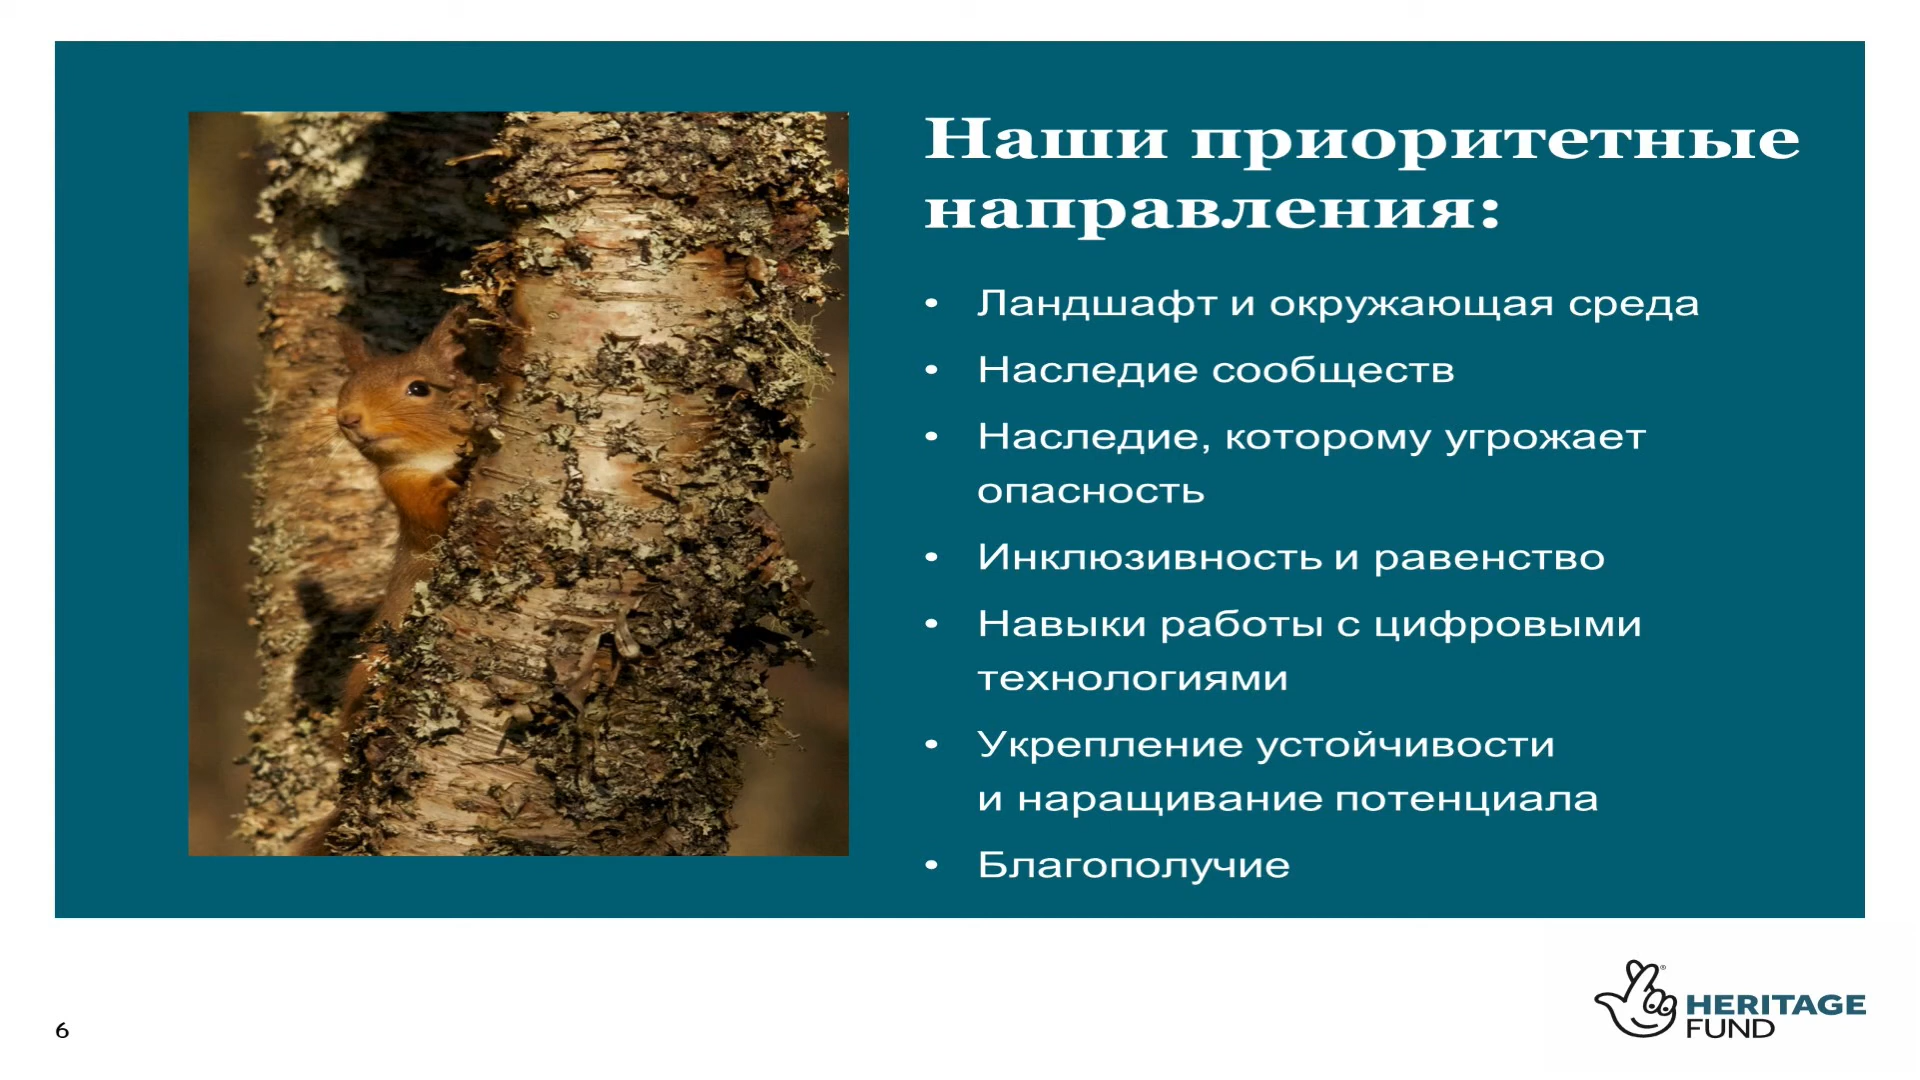 Наши приоритетные
направления:
• Ландшафт и окружающая среда
• Наследие сообществ
• Наследие, которому угрожает
опасность
• Инклюзивность и равенство
• Навыки работы с цифровыми
технологиями
• Укрепление устойчивости
и наращивание потенциала
• Благополучие
HERITAGE
FUND
6